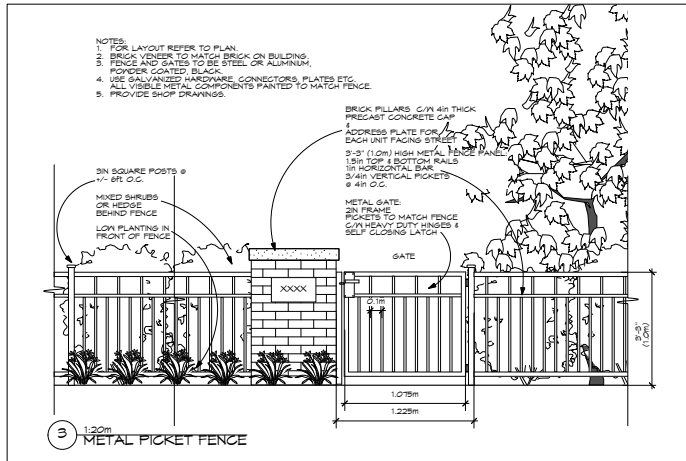 NOTES:
1. FOR LAYOUT REFER TO PLAN.
2. BRICK VENEER TO MATCH BRICK ON BUILDING.
3. FENCE AND GATES TO BE STEEL OR ALUMINIUM,
POWDER COATED, BLACK.
4. USE GALVANIZED HARDWARE, CONNECTORS, PLATES ETC.
ALL VISIBLE METAL COMPONENTS PAINTED TO MATCH FENCE.
5. PROVIDE SHOP DRAWINGS.
BRICK PILLARS C/W 4in THICK
PRECAST CONCRETE CAP
&
ADDRESS PLATE FOR
EACH UNIT FACING STREET
3'-3" (1.0m) HIGH METAL FENCE PANEL
1.5in TOP & BOTTOM RAILS
1in HORIZONTAL BAR
3/4in VERTICAL PICKETS
@ 4in O.C.
3IN SQUARE POSTS @
+/- 6ft O.C.
MIXED SHRUBS
OR HEDGE
BEHIND FENCE
LOW PLANTING IN
FRONT OF FENCE
METAL GATE:
2IN FRAME
PICKETS TO MATCH FENCE
C/W HEAVY DUTY HINGES &
SELF CLOSING LATCH
GATE
XXXX
0.1m
3'-3"
(1.0m)
1.075m
1.225m
3
1:20m
METAL PICKET FENCE